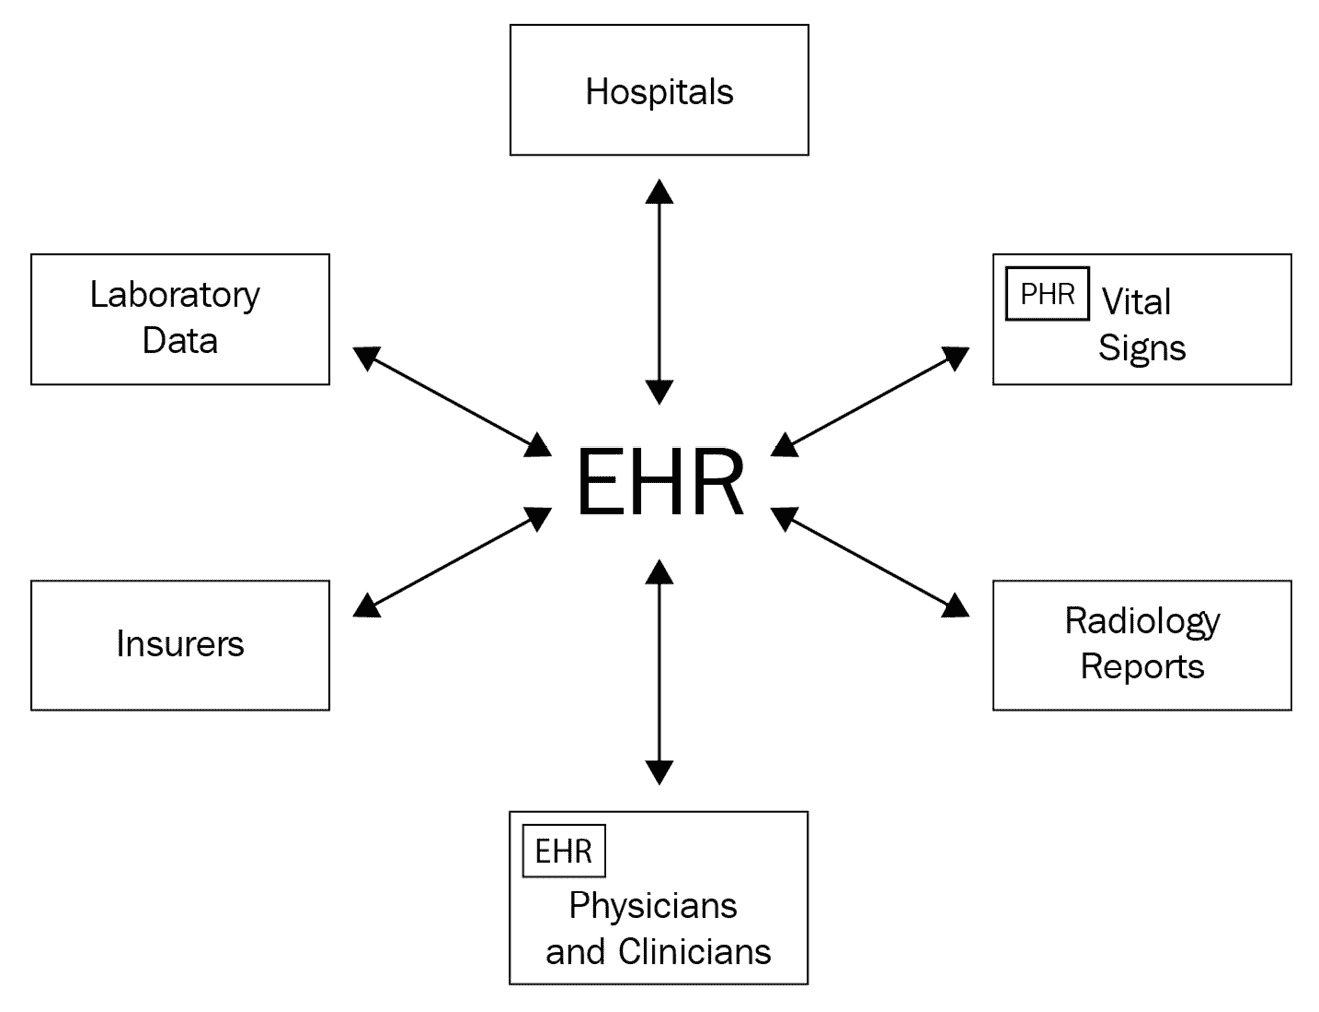 Hospitals
Laboratory
Data
PHR
Vital
Signs
EHR
Insurers
Radiology
Reports
EHR
Physicians
and Clinicians